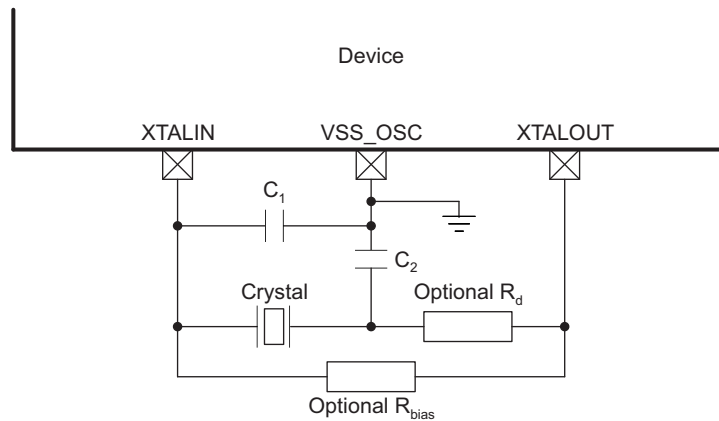 Device
XTALIN
VSS_OSC
XTALOUT
C1
C2
Crystal
Optional Rd
Optional Rbias